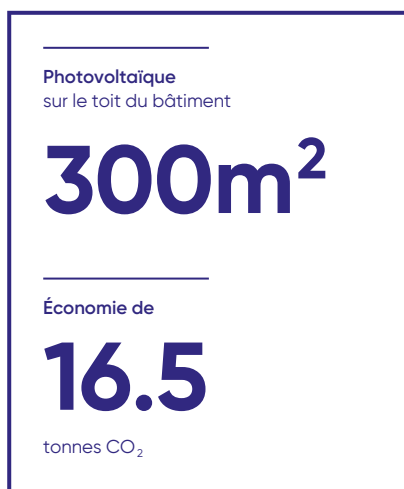 Photovoltaïque
sur le toit du bâtiment
300m²
Économie de
16.5
tonnes CO₂